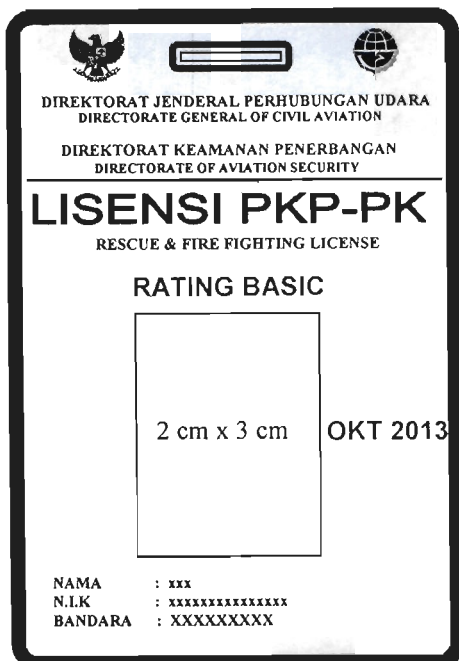 DIREKTORAT JENDERAL PERHUBUNGAN UDARA
DIRECTORATE GENERAL OF CIVIL AVIATION
DIREKTORAT KEAMANAN PENERBANGAN
DIRECTORATE OF AVIATION SECURITY
LISENSI PKP-PK
RESCUE & FIRE FIGHTING LICENSE
RATING BASIC
2 cm x 3 cm
OKT 2013
NAMA : xxx
N.I.K : xxxxxxxxxxxxxxx
BANDARA : XXXXXXXXX